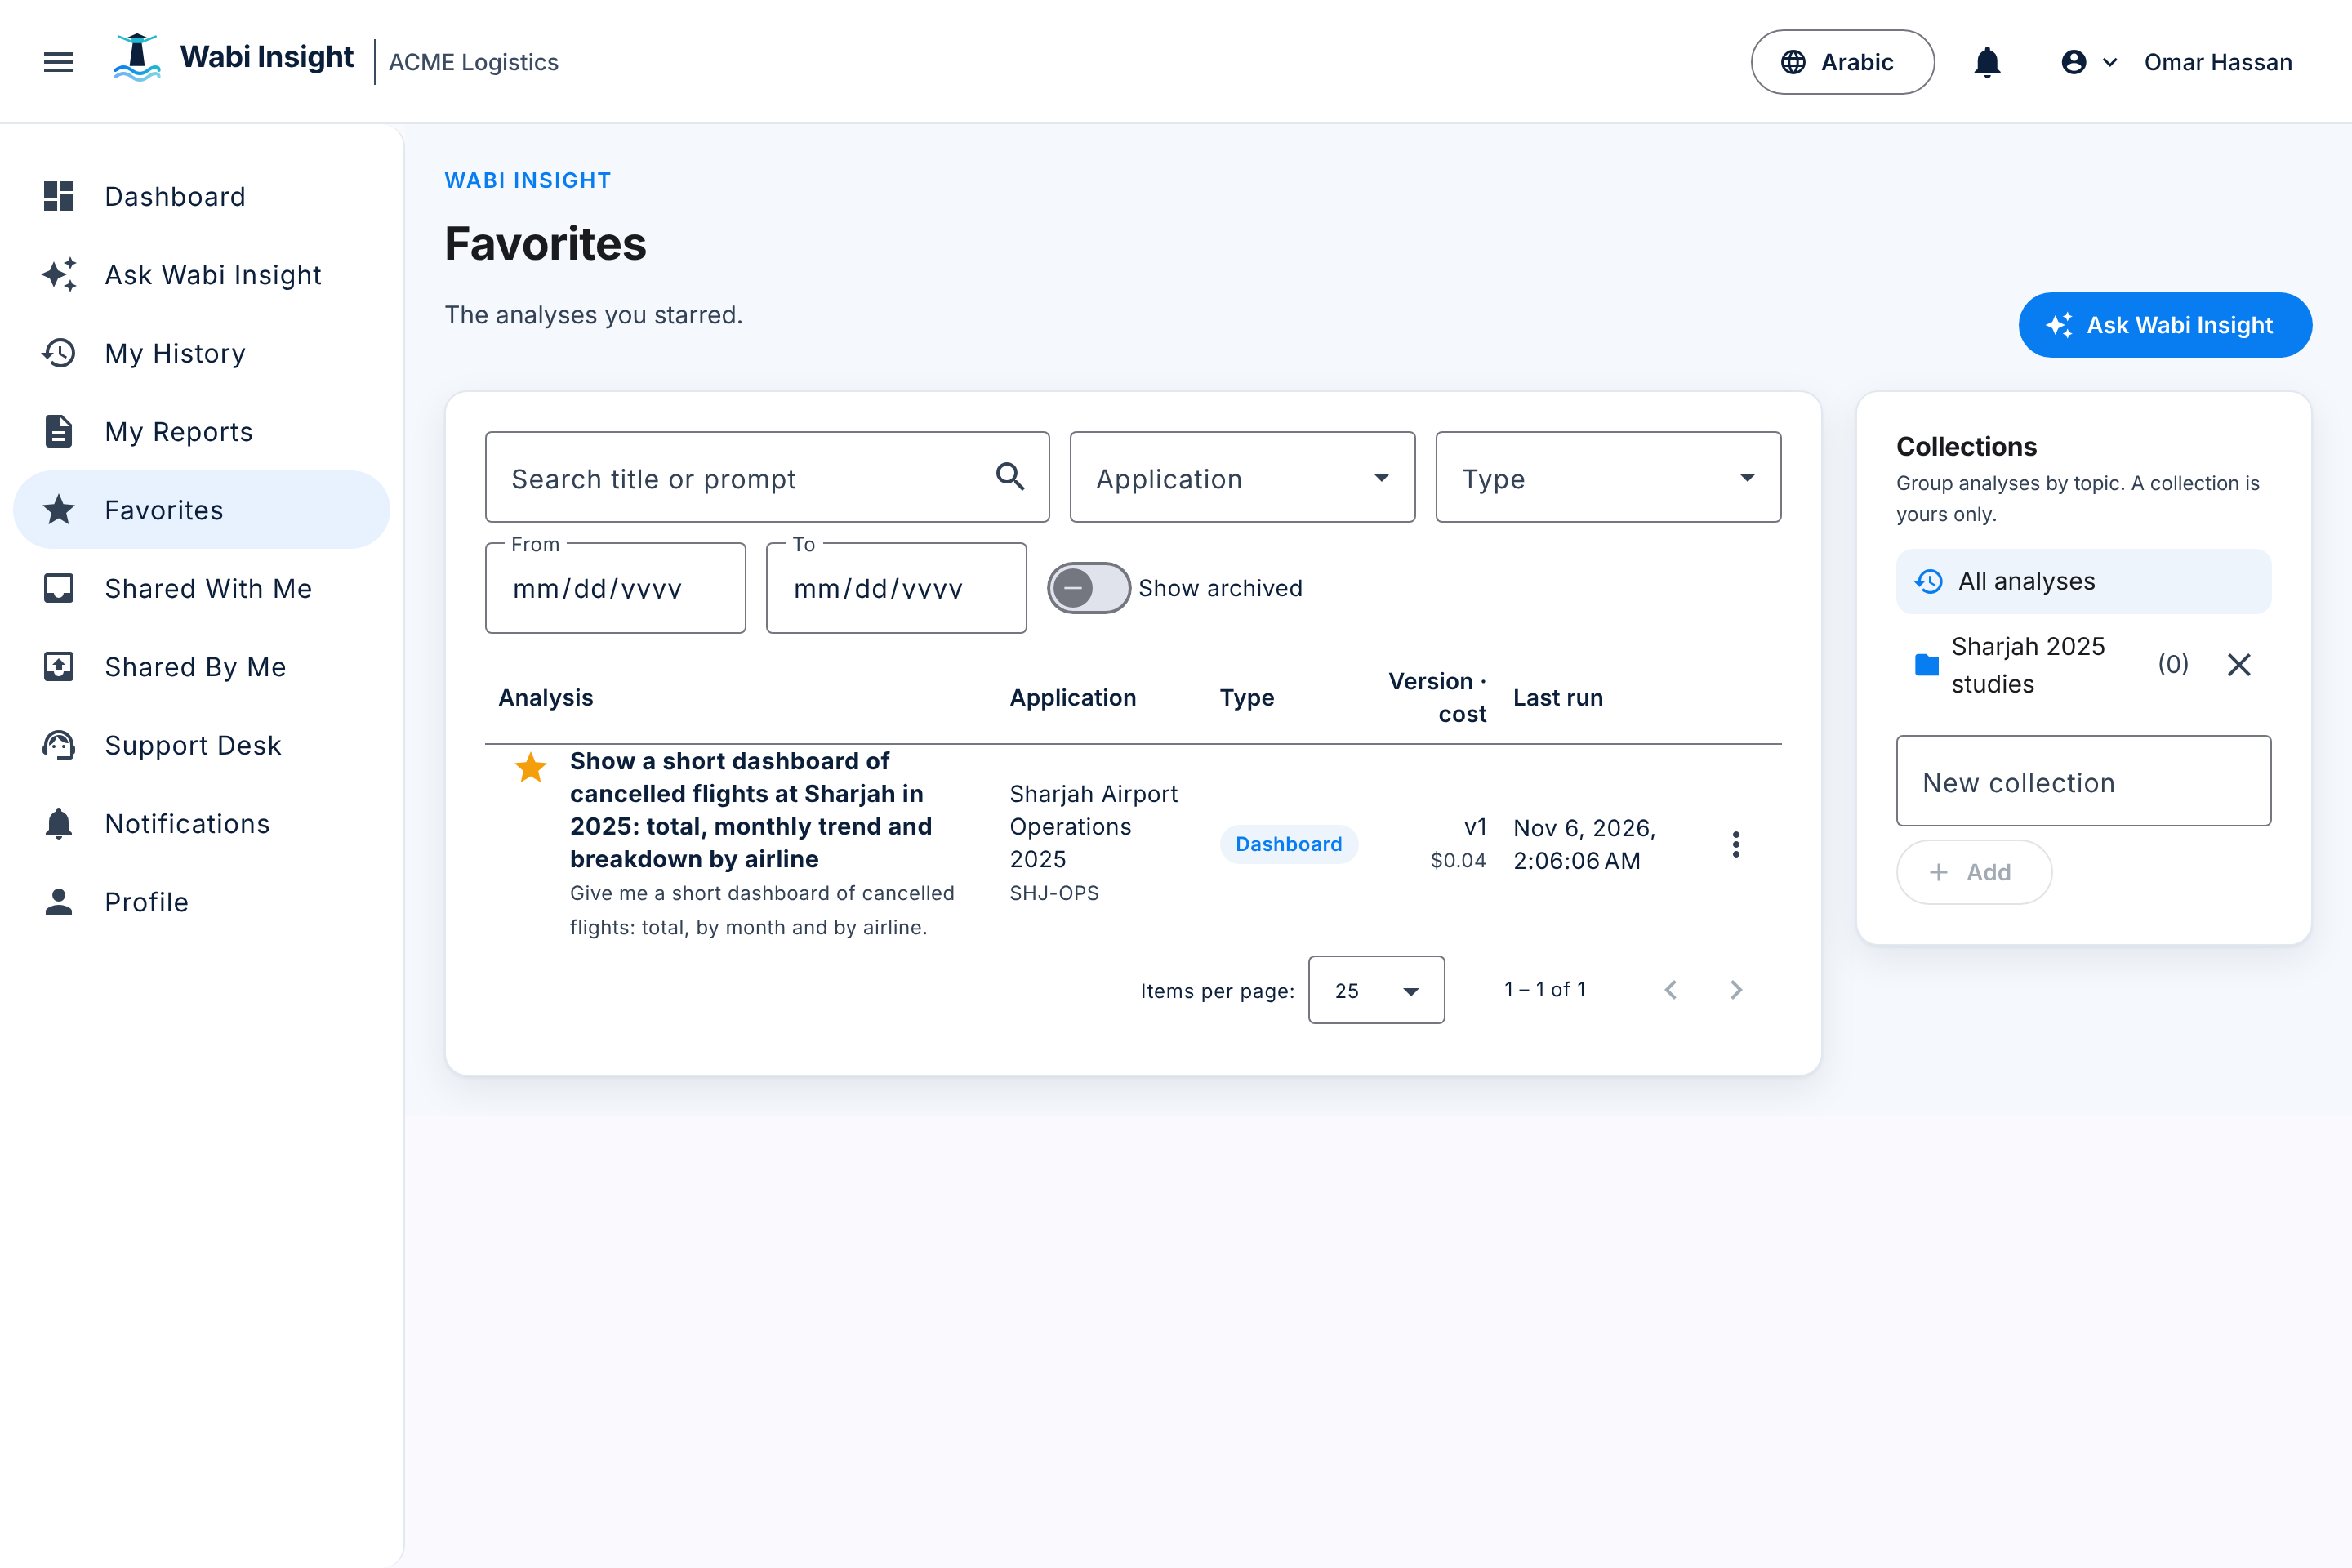 Wabi Insight
ACME Logistics
Arabic
Omar Hassan
Dashboard
Ask Wabi Insight
My History
My Reports
Favorites
Shared With Me
Shared By Me
Support Desk
Notifications
Profile
WABI INSIGHT
Favorites
The analyses you starred.
Ask Wabi Insight
Search title or prompt
Application
Type
From
mm/dd/yyyy
To
mm/dd/yyyy
Show archived
Analysis
Application
Type
Version ·
cost
Last run
Show a short dashboard of
cancelled flights at Sharjah in
2025: total, monthly trend and
breakdown by airline
Give me a short dashboard of cancelled
flights: total, by month and by airline.
Sharjah Airport
Operations
2025
SHJ-OPS
Dashboard
v1
$0.04
Nov 6, 2026,
2:06:06 AM
Items per page:
25
1 – 1 of 1
Collections
Group analyses by topic. A collection is
yours only.
All analyses
Sharjah 2025
studies
(0)
New collection
+ Add